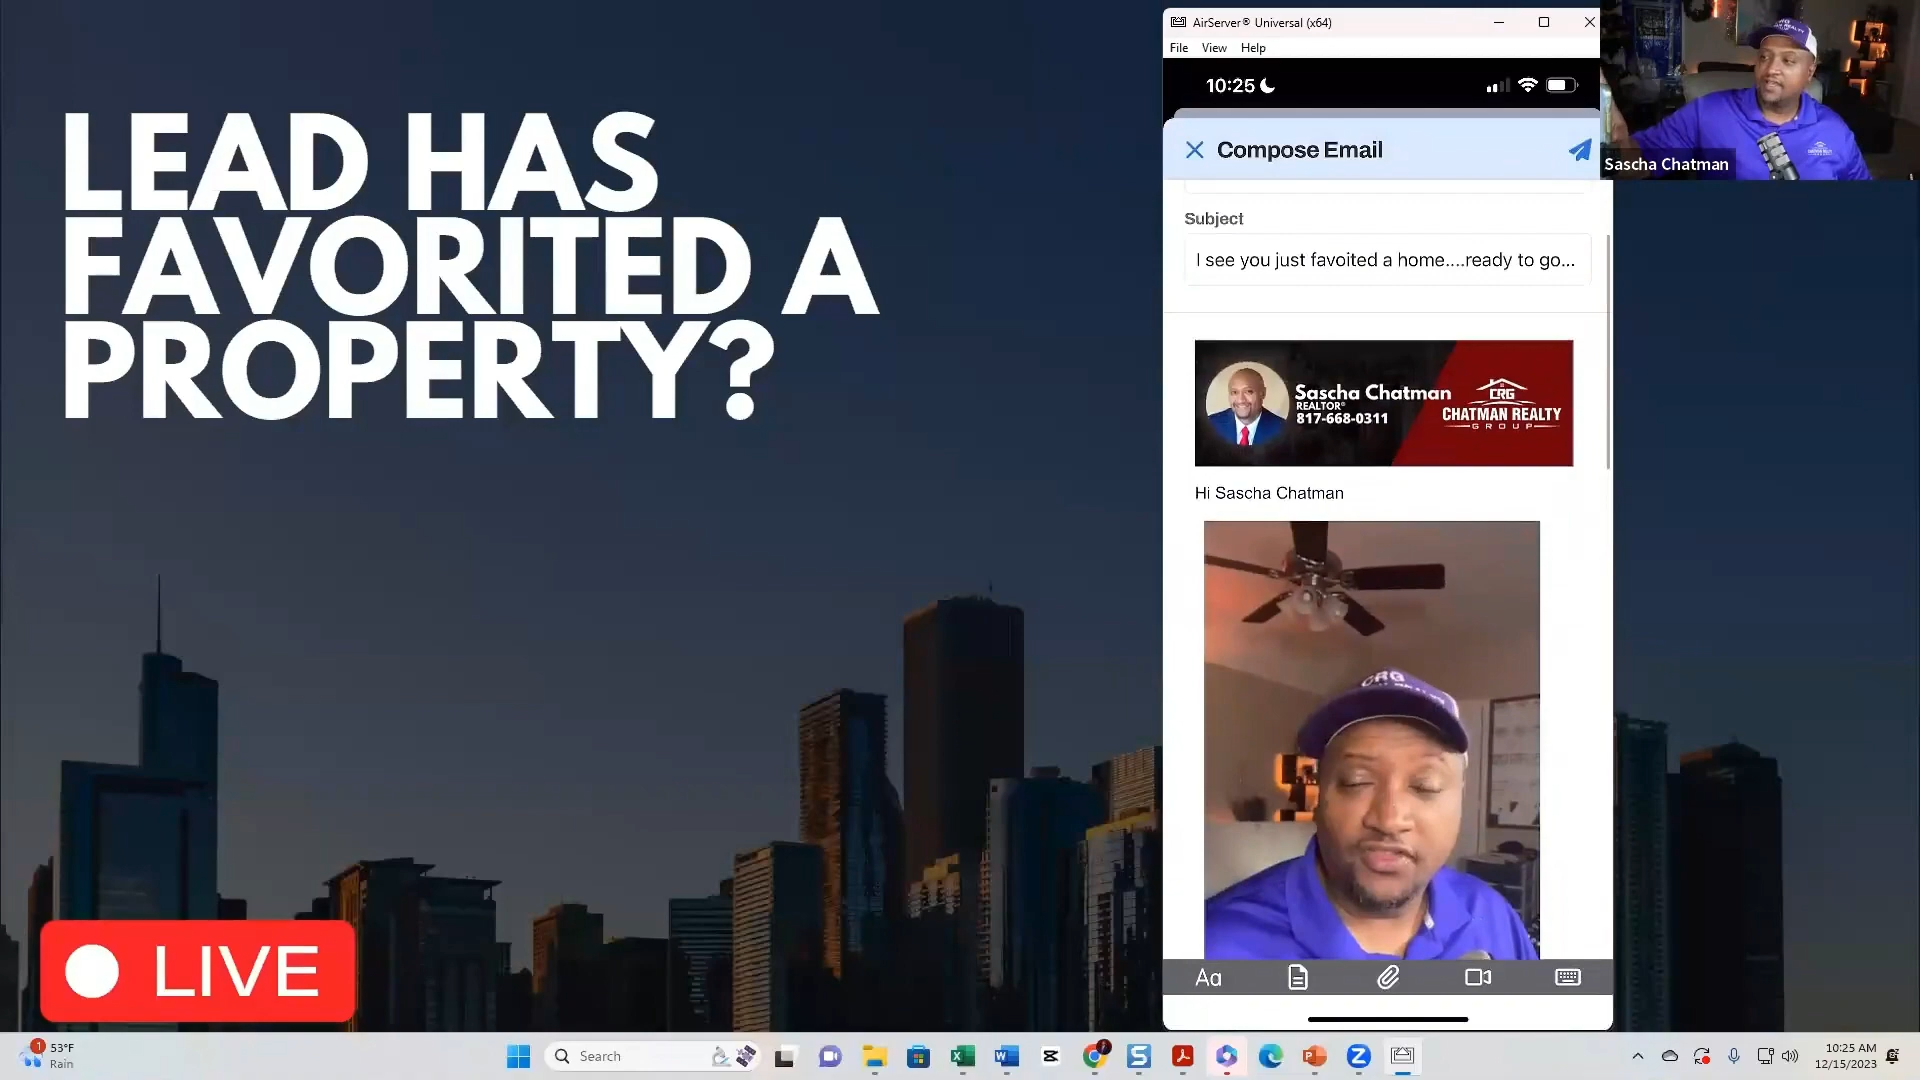 LEAD HAS
FAVORITED A
PROPERTY?
LIVE
AirServer® Universal (x64)
File View Help
10:25
Compose Email
Subject
I see you just favoited a home....ready to go...
Sascha Chatman
REALTOR®
817-668-0311
CRG
CHATMAN REALTY
GROUP
Hi Sascha Chatman
CRG
Aa
Sascha Chatman
1
53°F
Rain
Search
10:25 AM
12/15/2023